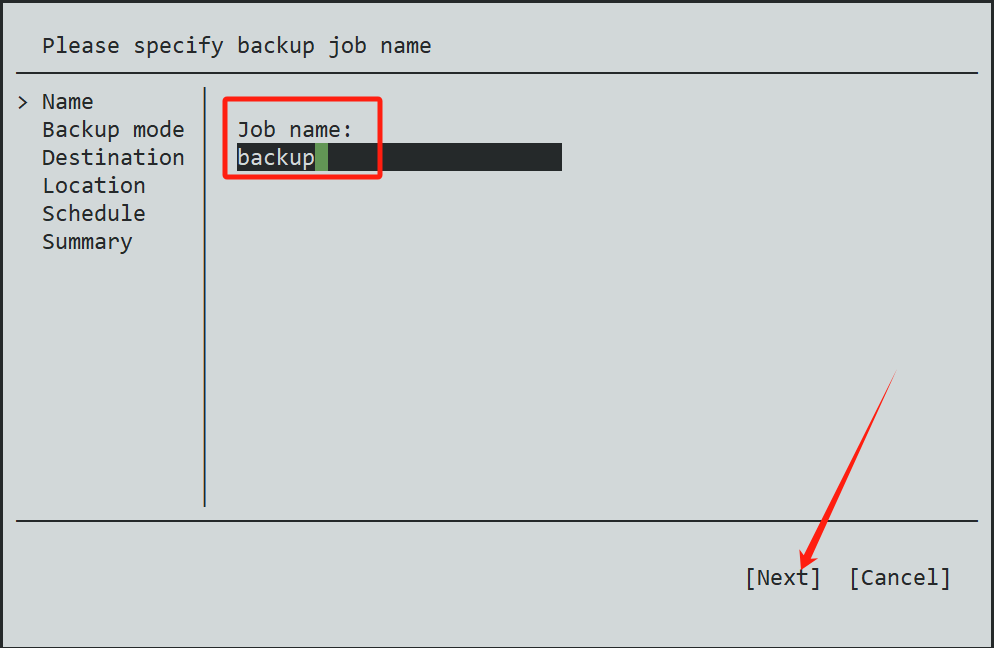 Please specify backup job name
> Name
Backup mode
Destination
Location
Schedule
Summary
Job name:
backup
[Next] [Cancel]